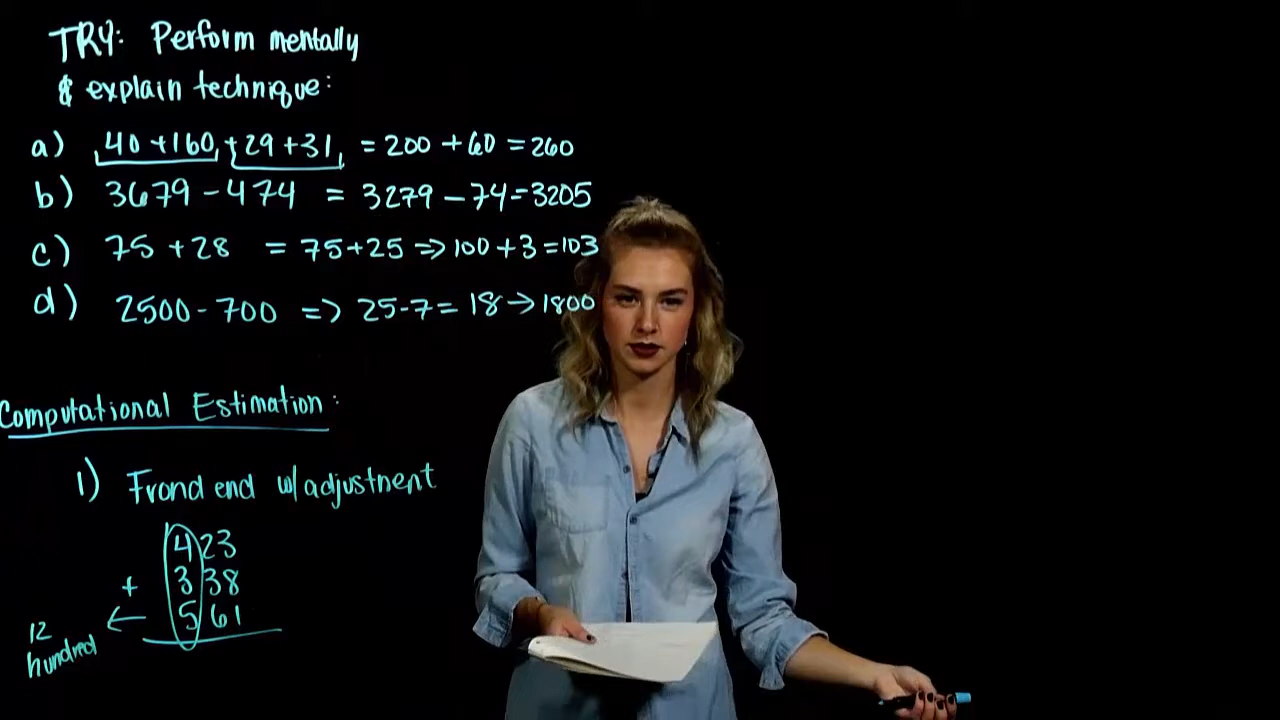 TRY: Perform mentally
& explain technique:
a) 40 + 160 + 29 + 31 = 200 + 60 = 260
b) 3679 - 474 = 3279 - 74 = 3205
c) 75 + 28 = 75 + 25 => 100 + 3 = 103
d) 2500 - 700 => 25 - 7 = 18 → 1800
Computational Estimation:
1) Frond end w/ adjustment
423
+ 338
561
← 12
hundred